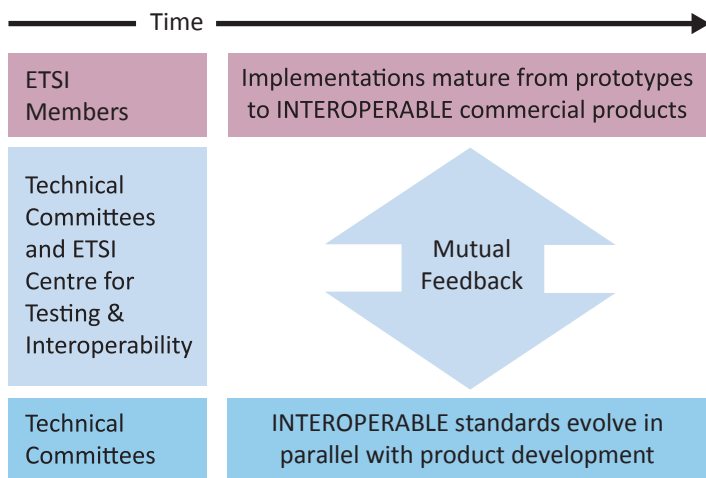 Time
ETSI
Members
Implementations mature from prototypes
to INTEROPERABLE commercial products
Technical
Committees
and ETSI
Centre for
Testing &
Interoperability
Mutual
Feedback
Technical
Committees
INTEROPERABLE standards evolve in
parallel with product development